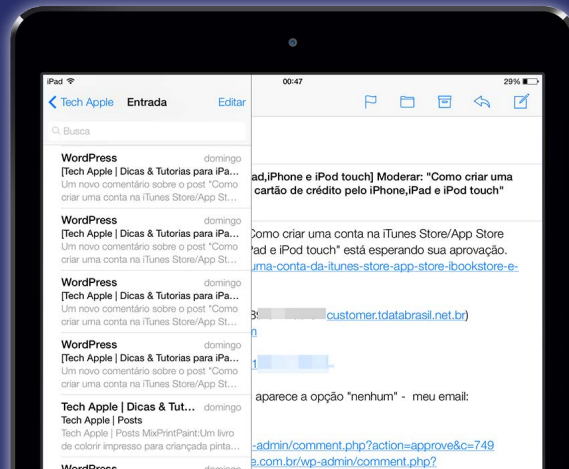 iPad
00:47
29%
Tech Apple
Entrada
Editar
Busca
WordPress domingo
[Tech Apple | Dicas & Tutorias para iPa...
Um novo comentário sobre o post "Como
criar uma conta na iTunes Store/App St...
WordPress domingo
[Tech Apple | Dicas & Tutorias para iPa...
Um novo comentário sobre o post "Como
criar uma conta na iTunes Store/App St...
WordPress domingo
[Tech Apple | Dicas & Tutorias para iPa...
Um novo comentário sobre o post "Como
criar uma conta na iTunes Store/App St...
WordPress domingo
[Tech Apple | Dicas & Tutorias para iPa...
Um novo comentário sobre o post "Como
criar uma conta na iTunes Store/App St...
Tech Apple | Dicas & Tut... domingo
Tech Apple | Posts
Tech Apple | Posts MixPrintPaint:Um livro
de colorir impresso para criançada pinta...
WordPress domingo
ad,iPhone e iPod touch] Moderar: "Como criar uma
cartão de crédito pelo iPhone,iPad e iPod touch"
Como criar uma conta na iTunes Store/App Store
Pad e iPod touch" está esperando sua aprovação.
uma-conta-da-itunes-store-app-store-ibookstore-e-
customer.tdatabrasil.net.br)
aparece a opção "nenhum" - meu email:
-admin/comment.php?action=approve&c=749
e.com.br/wp-admin/comment.php?